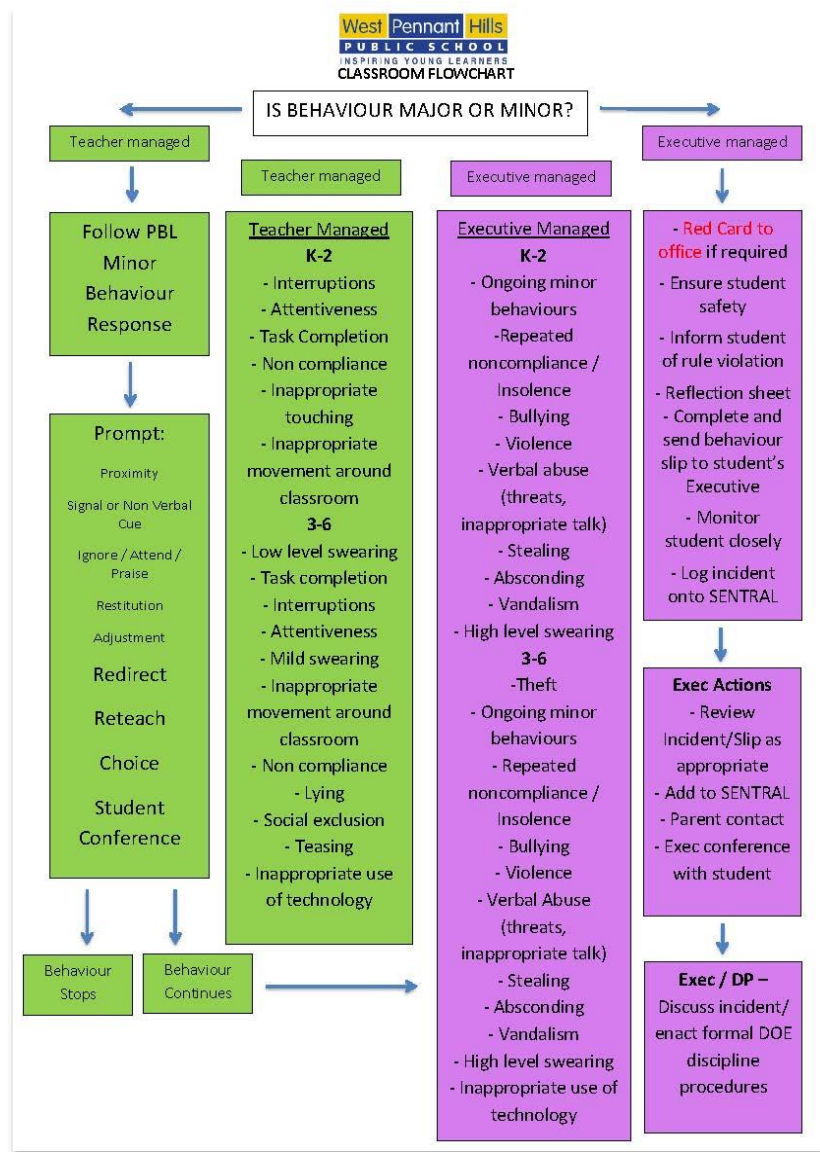 West Pennant Hills
PUBLIC SCHOOL
INSPIRING YOUNG LEARNERS
CLASSROOM FLOWCHART
IS BEHAVIOUR MAJOR OR MINOR?
Teacher managed
Follow PBL
Minor
Behaviour
Response
Prompt:
Proximity
Signal or Non Verbal
Cue
Ignore / Attend /
Praise
Restitution
Adjustment
Redirect
Reteach
Choice
Student
Conference
Behaviour
Stops
Behaviour
Continues
Teacher managed
Teacher Managed
K-2
- Interruptions
- Attentiveness
- Task Completion
- Non compliance
- Inappropriate
touching
- Inappropriate
movement around
classroom
3-6
- Low level swearing
- Task completion
- Interruptions
- Attentiveness
- Mild swearing
- Inappropriate
movement around
classroom
- Non compliance
- Lying
- Social exclusion
- Teasing
- Inappropriate use
of technology
Executive managed
Executive Managed
K-2
- Ongoing minor
behaviours
-Repeated
noncompliance /
Insolence
- Bullying
- Violence
- Verbal abuse
(threats,
inappropriate talk)
- Stealing
- Absconding
- Vandalism
- High level swearing
3-6
-Theft
- Ongoing minor
behaviours
- Repeated
noncompliance /
Insolence
- Bullying
- Violence
- Verbal Abuse
(threats,
inappropriate talk)
- Stealing
- Absconding
- Vandalism
- High level swearing
- Inappropriate use of
technology
Executive managed
- Red Card to
office if required
- Ensure student
safety
- Inform student
of rule violation
- Reflection sheet
- Complete and
send behaviour
slip to student's
Executive
- Monitor
student closely
- Log incident
onto SENTRAL
Exec Actions
- Review
Incident/Slip as
appropriate
- Add to SENTRAL
- Parent contact
- Exec conference
with student
Exec / DP –
Discuss incident/
enact formal DOE
discipline
procedures